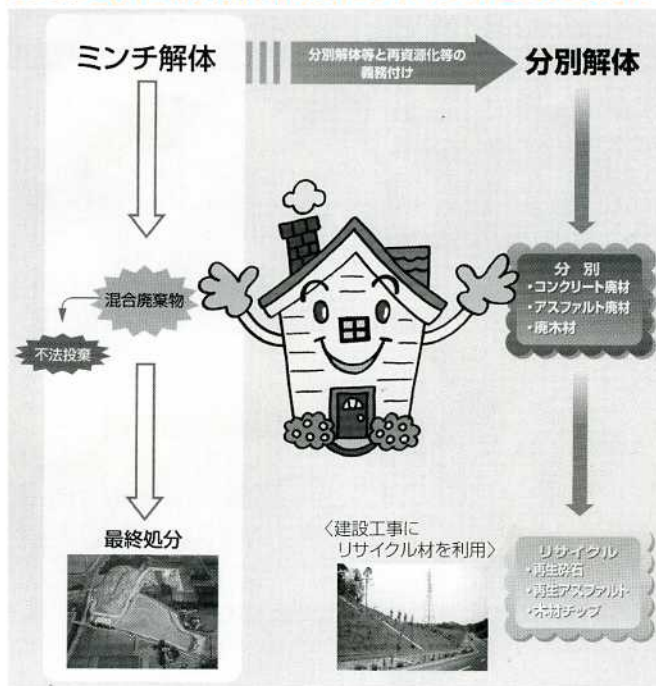 ミンチ解体
分別解体等と再資源化等の
義務付け
分別解体
混合廃棄物
不法投棄
分 別
・コンクリート廃材
・アスファルト廃材
・廃木材
最終処分
〈建設工事に
リサイクル材を利用〉
リサイクル
・再生砕石
・再生アスファルト
・木材チップ